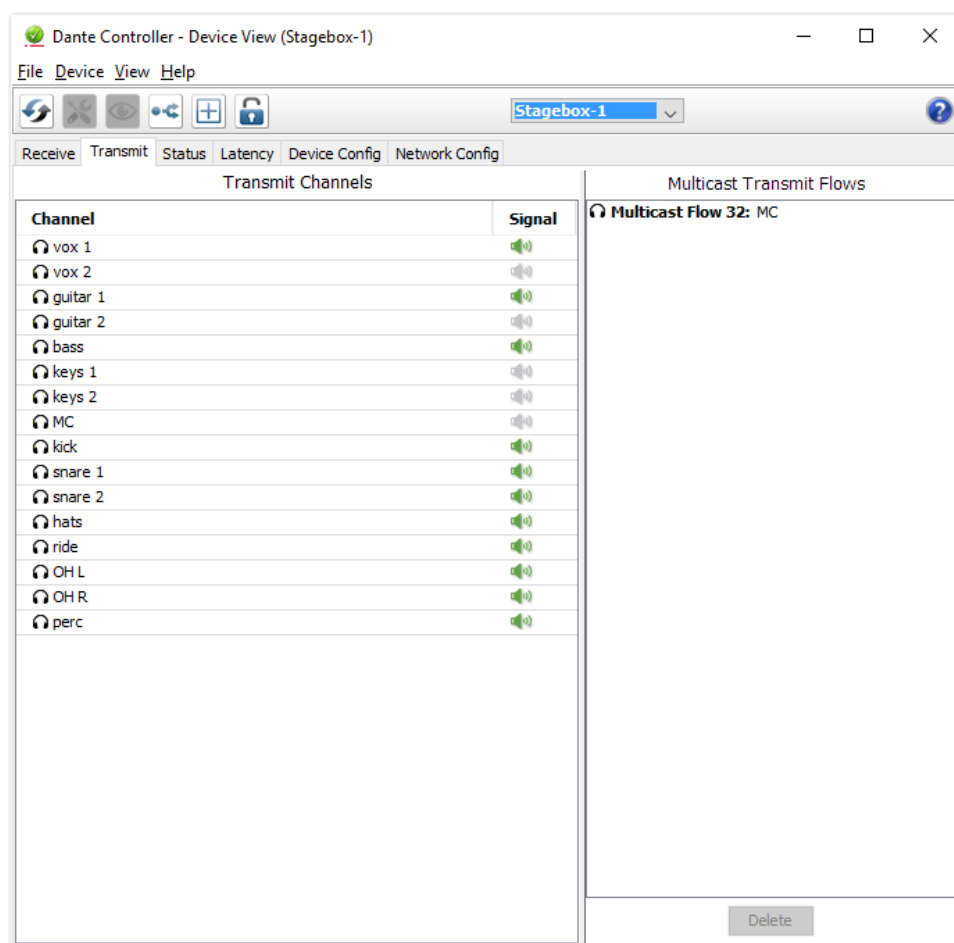 Dante Controller - Device View (Stagebox-1)
File Device View Help
Stagebox-1
?
Receive Transmit Status Latency Device Config Network Config
Transmit Channels
Channel Signal
vox 1
vox 2
guitar 1
guitar 2
bass
keys 1
keys 2
MC
kick
snare 1
snare 2
hats
ride
OH L
OH R
perc
Multicast Transmit Flows
Multicast Flow 32: MC
Delete